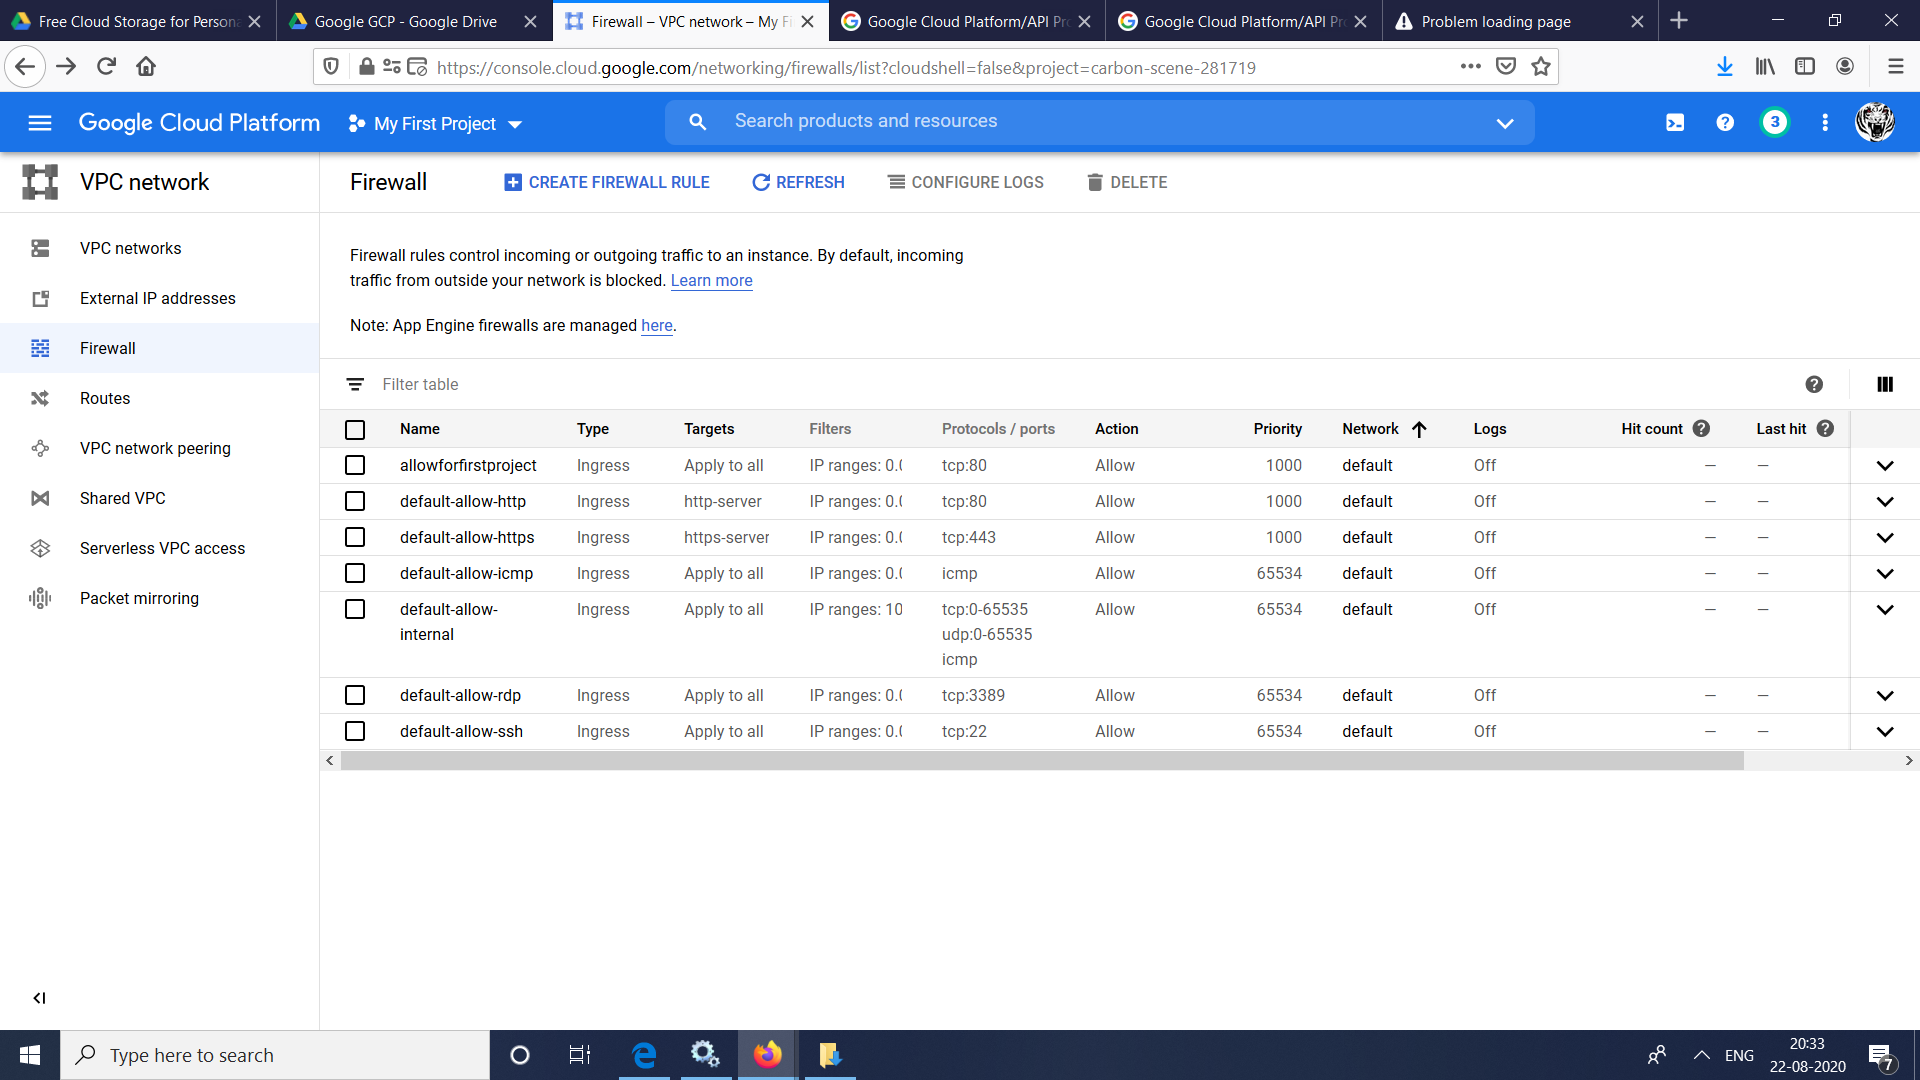 Free Cloud Storage for Persona
Google GCP - Google Drive
Firewall – VPC network – My Fi
Google Cloud Platform/API Pro
Google Cloud Platform/API Pro
Problem loading page
https://console.cloud.google.com/networking/firewalls/list?cloudshell=false&project=carbon-scene-281719
Google Cloud Platform
My First Project
Search products and resources
3
VPC network
Firewall
CREATE FIREWALL RULE
REFRESH
CONFIGURE LOGS
DELETE
VPC networks
External IP addresses
Firewall
Routes
VPC network peering
Shared VPC
Serverless VPC access
Packet mirroring
Firewall rules control incoming or outgoing traffic to an instance. By default, incoming
traffic from outside your network is blocked. Learn more
Note: App Engine firewalls are managed here.
Filter table
Name Type Targets Filters Protocols / ports Action Priority Network Logs Hit count Last hit
allowforfirstproject Ingress Apply to all IP ranges: 0.0 tcp:80 Allow 1000 default Off — —
default-allow-http Ingress http-server IP ranges: 0.0 tcp:80 Allow 1000 default Off — —
default-allow-https Ingress https-server IP ranges: 0.0 tcp:443 Allow 1000 default Off — —
default-allow-icmp Ingress Apply to all IP ranges: 0.0 icmp Allow 65534 default Off — —
default-allow- Ingress Apply to all IP ranges: 10 tcp:0-65535 Allow 65534 default Off — —
internal udp:0-65535
icmp
default-allow-rdp Ingress Apply to all IP ranges: 0.0 tcp:3389 Allow 65534 default Off — —
default-allow-ssh Ingress Apply to all IP ranges: 0.0 tcp:22 Allow 65534 default Off — —
Type here to search
ENG
20:33
22-08-2020
7